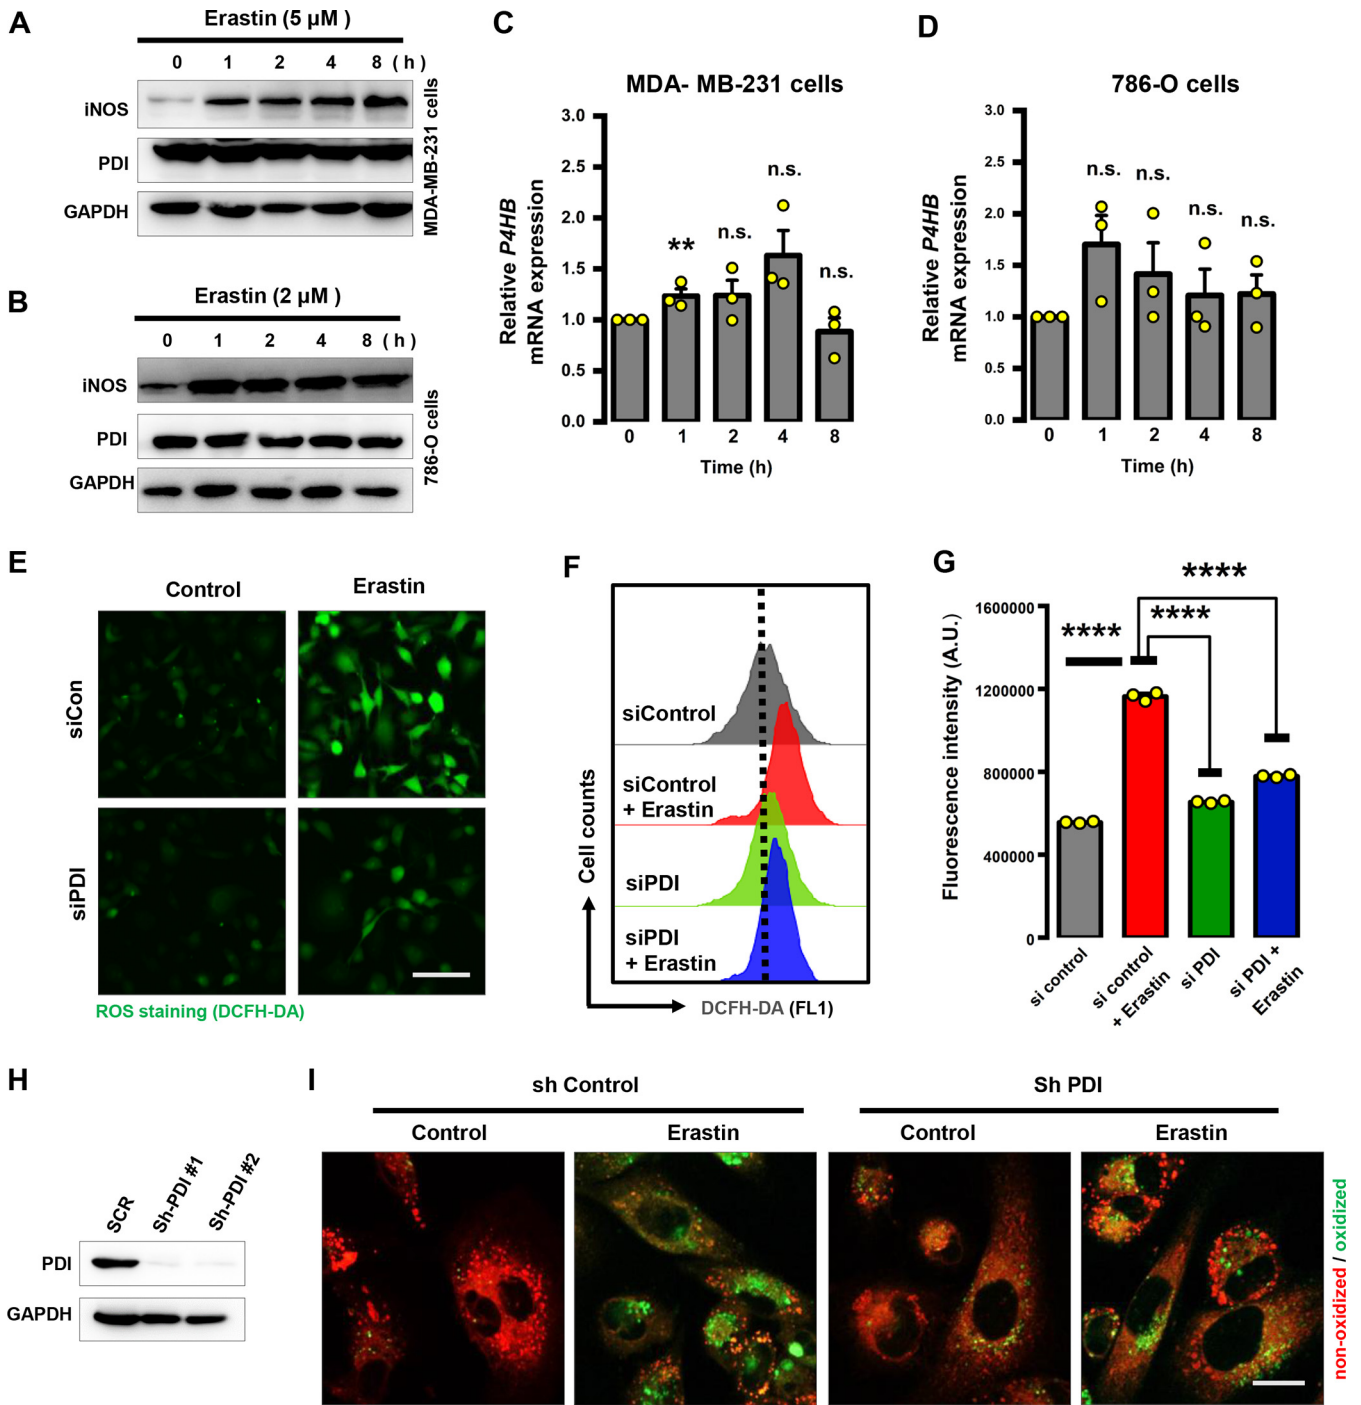 A
Erastin (5 µM )
0 1 2 4 8 ( h )
iNOS
PDI
GAPDH
MDA-MB-231 cells
B
Erastin (2 µM )
0 1 2 4 8 ( h )
iNOS
PDI
GAPDH
786-O cells
C
MDA- MB-231 cells
Relative P4HB
mRNA expression
3.0
2.5
2.0
1.5
1.0
0.5
0.0
**
n.s.
n.s.
n.s.
0 1 2 4 8
Time (h)
D
786-O cells
Relative P4HB
mRNA expression
3.0
2.5
2.0
1.5
1.0
0.5
0.0
n.s.
n.s.
n.s.
n.s.
0 1 2 4 8
Time (h)
E
Control Erastin
siCon
siPDI
ROS staining (DCFH-DA)
F
siControl
siControl
+ Erastin
siPDI
siPDI
+ Erastin
Cell counts
DCFH-DA (FL1)
G
Fluorescence intensity (A.U.)
1600000
1200000
800000
400000
0
****
****
****
si control
si control
+ Erastin
si PDI
si PDI +
Erastin
H
SCR
Sh-PDI #1
Sh-PDI #2
PDI
GAPDH
I
sh Control Sh PDI
Control Erastin Control Erastin
non-oxidized / oxidized